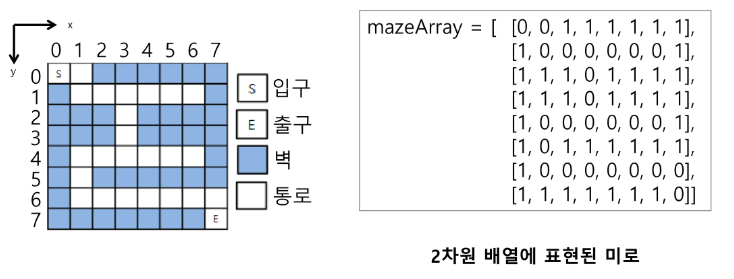 x
0 1 2 3 4 5 6 7
y
0 S
1
2
3
4
5
6
7 E
S 입구
E 출구
벽
통로
mazeArray = [ [0, 0, 1, 1, 1, 1, 1, 1],
[1, 0, 0, 0, 0, 0, 0, 1],
[1, 1, 1, 0, 1, 1, 1, 1],
[1, 1, 1, 0, 1, 1, 1, 1],
[1, 0, 0, 0, 0, 0, 0, 1],
[1, 0, 1, 1, 1, 1, 1, 1],
[1, 0, 0, 0, 0, 0, 0, 0],
[1, 1, 1, 1, 1, 1, 1, 0]]
2차원 배열에 표현된 미로